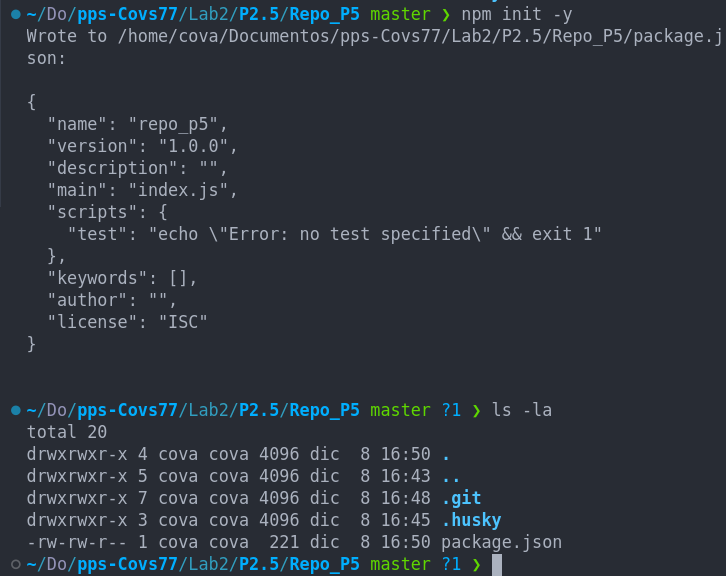 ~/Do/pps-Covs77/Lab2/P2.5/Repo_P5 master ❯ npm init -y
Wrote to /home/cova/Documentos/pps-Covs77/Lab2/P2.5/Repo_P5/package.j
son:
{
  "name": "repo_p5",
  "version": "1.0.0",
  "description": "",
  "main": "index.js",
  "scripts": {
    "test": "echo \"Error: no test specified\" && exit 1"
  },
  "keywords": [],
  "author": "",
  "license": "ISC"
}
~/Do/pps-Covs77/Lab2/P2.5/Repo_P5 master ?1 ❯ ls -la
total 20
drwxrwxr-x 4 cova cova 4096 dic  8 16:50 .
drwxrwxr-x 5 cova cova 4096 dic  8 16:43 ..
drwxrwxr-x 7 cova cova 4096 dic  8 16:48 .git
drwxrwxr-x 3 cova cova 4096 dic  8 16:45 .husky
-rw-rw-r-- 1 cova cova  221 dic  8 16:50 package.json
~/Do/pps-Covs77/Lab2/P2.5/Repo_P5 master ?1 ❯